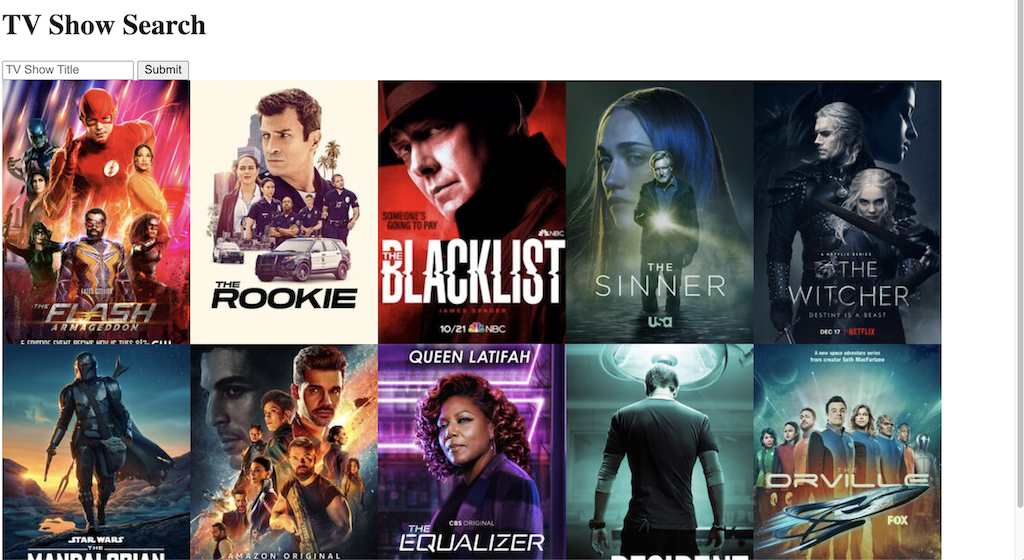 TV Show Search
TV Show Title
Submit
THE
FLASH
ARMAGEDDON
THE
ROOKIE
SOMEONE'S
GOING TO PAY
NBC
THE
BLACKLIST
JAMES SPADER
10/21 NBC
THE
SINNER
usa
A NETFLIX SERIES
THE
WITCHER
DESTINY IS A BEAST
DEC 17 NETFLIX
STAR WARS
THE
MANDALORIAN
AMAZON ORIGINAL
QUEEN LATIFAH
CBS ORIGINAL
THE
EQUALIZER
RESIDENT
A new space adventure series
from creator Seth MacFarlane
THE
ORVILLE
FOX